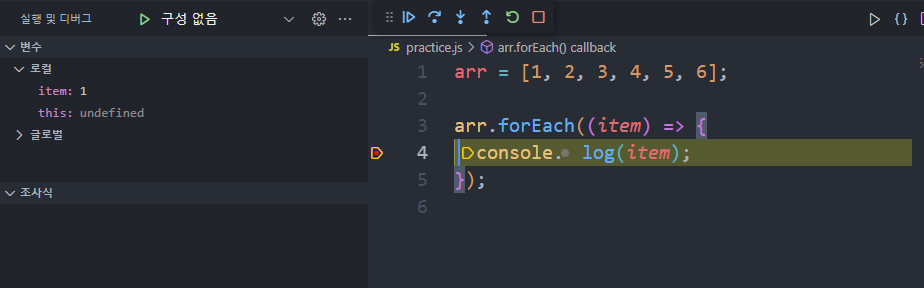 실행 및 디버그
구성 없음
변수
로컬
item: 1
this: undefined
글로벌
조사식
JS practice.js > arr.forEach() callback
1 arr = [1, 2, 3, 4, 5, 6];
2
3 arr.forEach((item) => {
4 console. log(item);
5 });
6